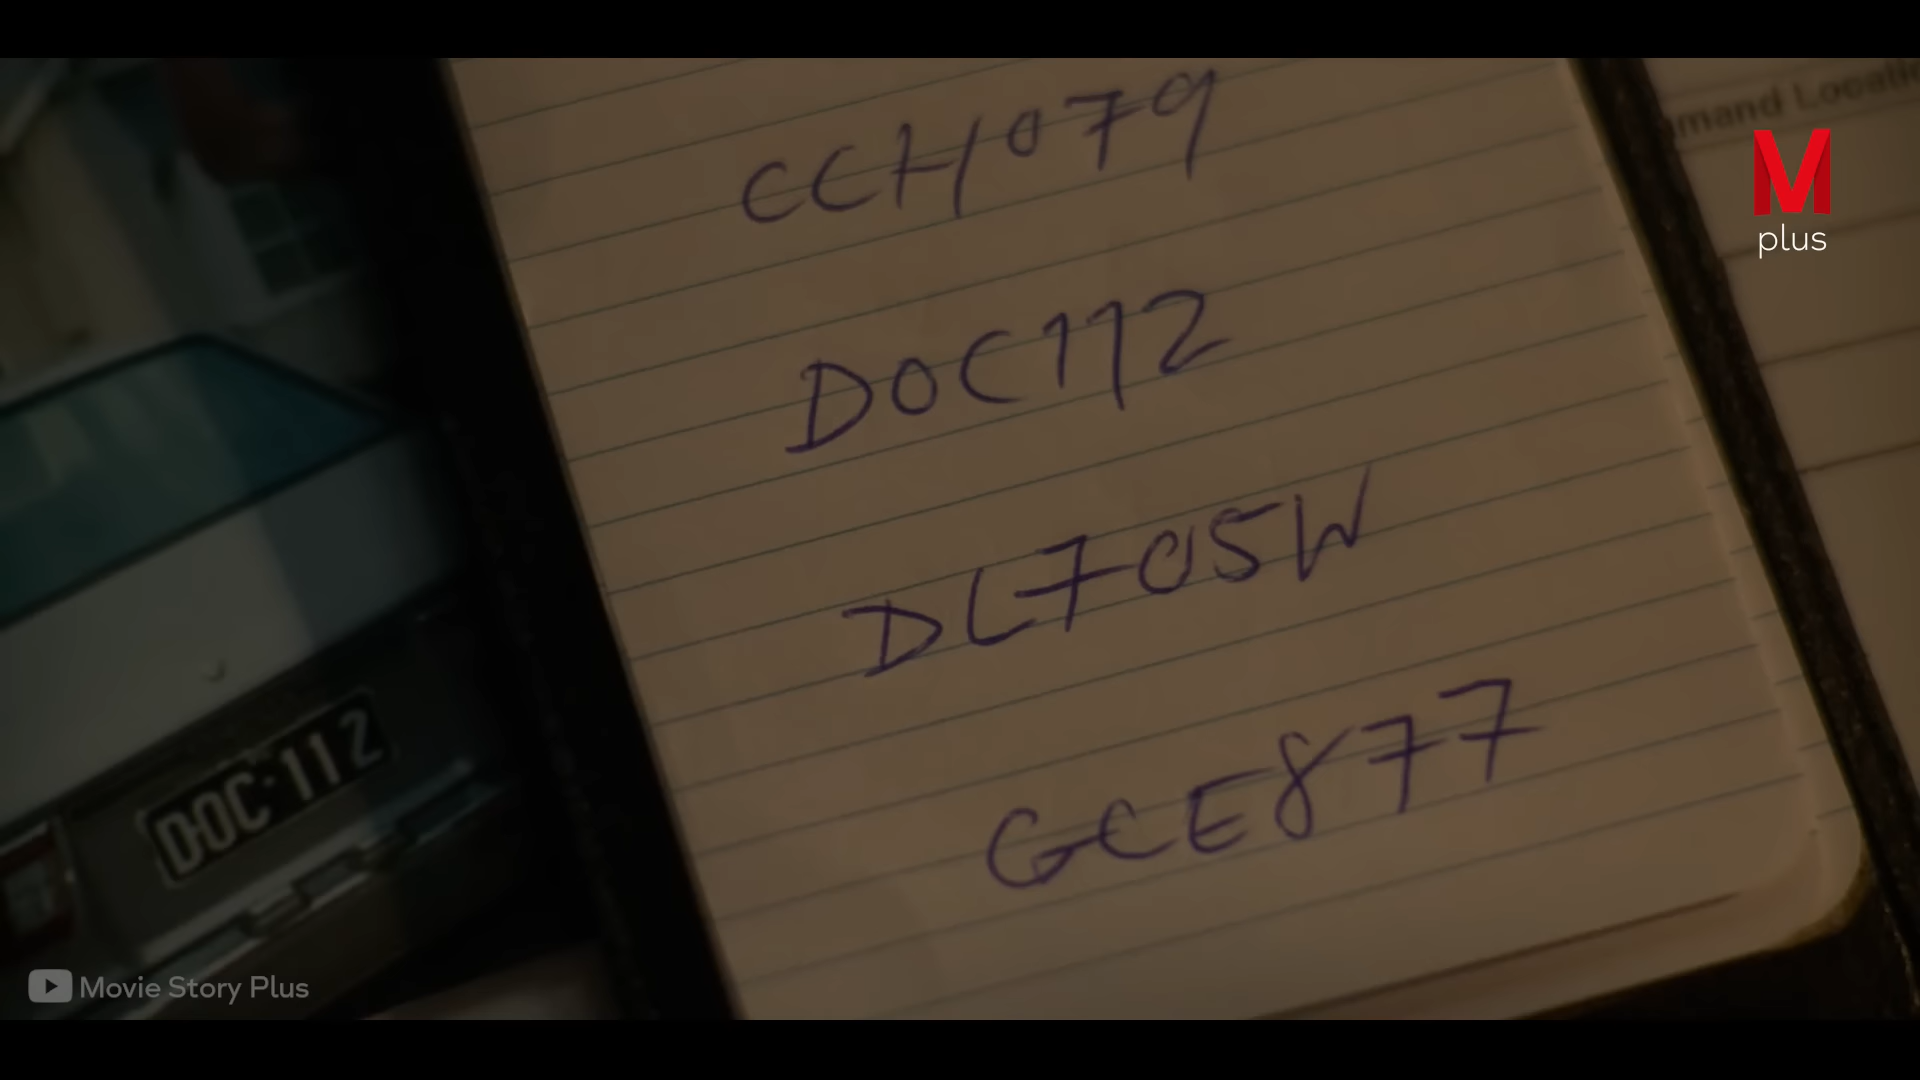 CCH079
DOC112
DL705W
GCE877
DOC·112
M
plus
Movie Story Plus